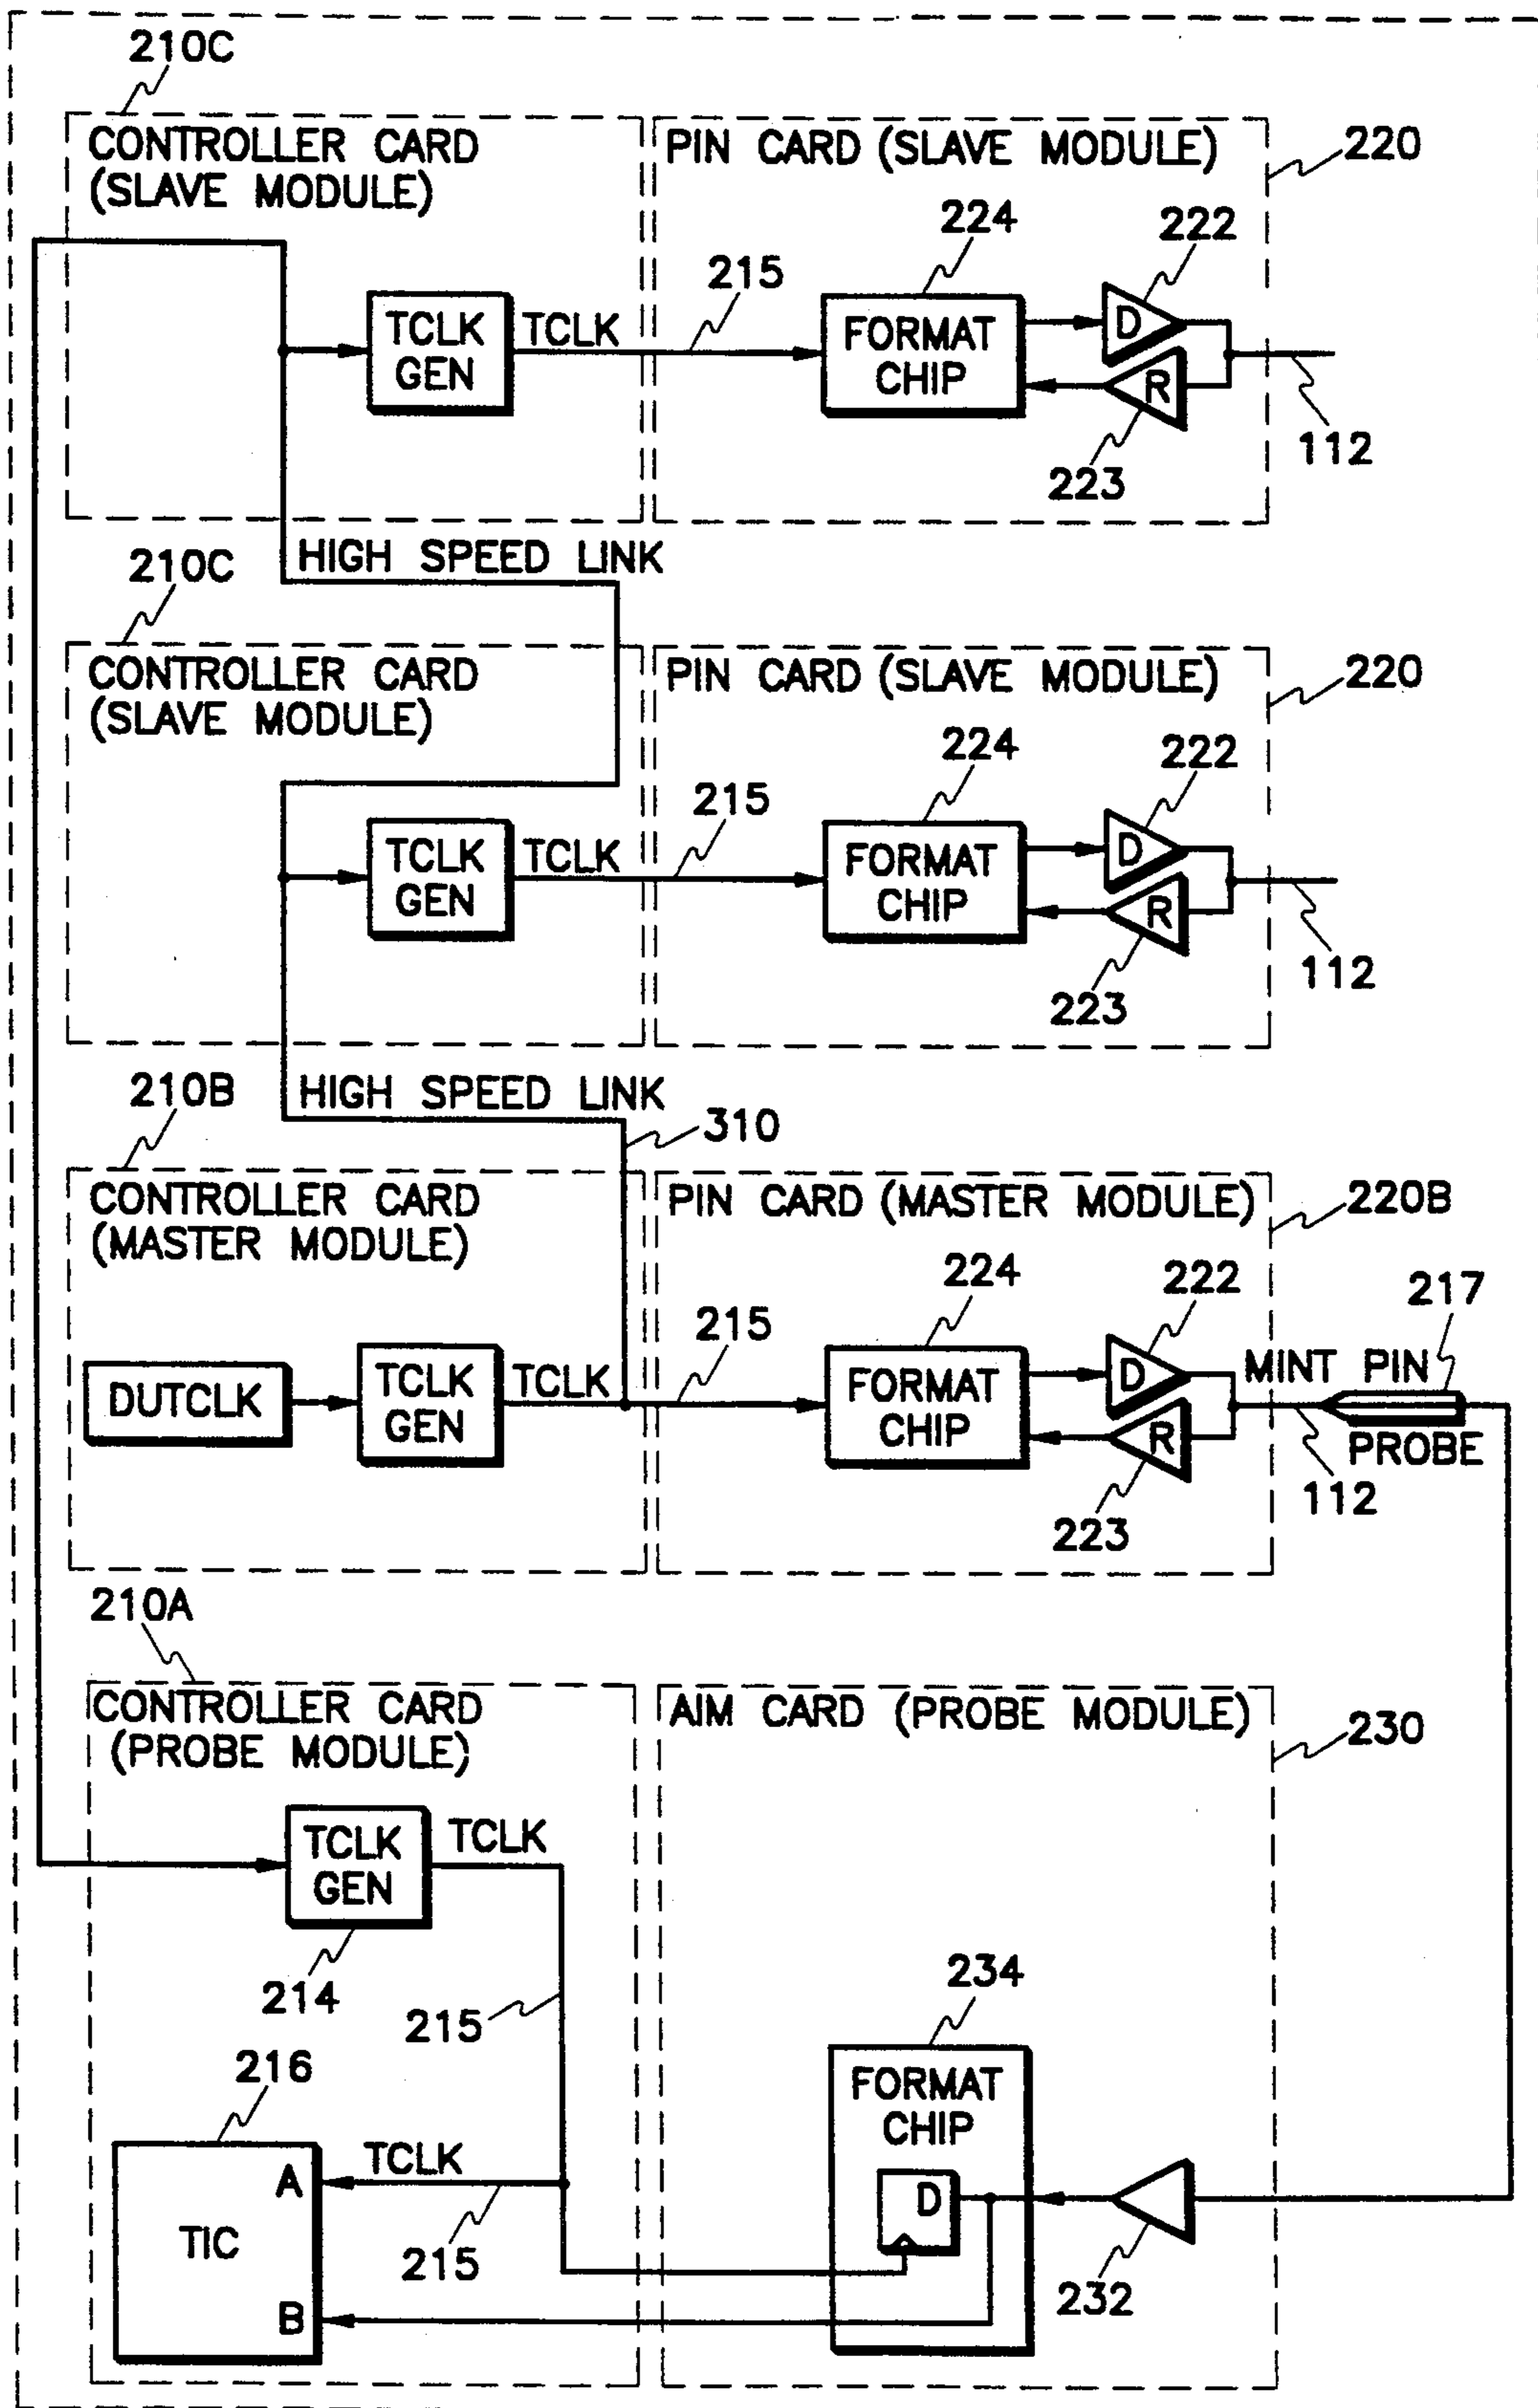 210C
CONTROLLER CARD
(SLAVE MODULE)
PIN CARD (SLAVE MODULE)
220
224
222
215
TCLK
GEN
TCLK
FORMAT
CHIP
D
R
223
112
HIGH SPEED LINK
210C
CONTROLLER CARD
(SLAVE MODULE)
PIN CARD (SLAVE MODULE)
220
224
222
215
TCLK
GEN
TCLK
FORMAT
CHIP
D
R
223
112
HIGH SPEED LINK
310
210B
CONTROLLER CARD
(MASTER MODULE)
PIN CARD (MASTER MODULE)
220B
224
222
217
215
DUTCLK
TCLK
GEN
TCLK
FORMAT
CHIP
D
R
MINT PIN
PROBE
223
112
210A
CONTROLLER CARD
(PROBE MODULE)
AIM CARD (PROBE MODULE)
230
TCLK
GEN
TCLK
214
215
234
216
FORMAT
CHIP
TCLK
A
D
TIC
215
B
232